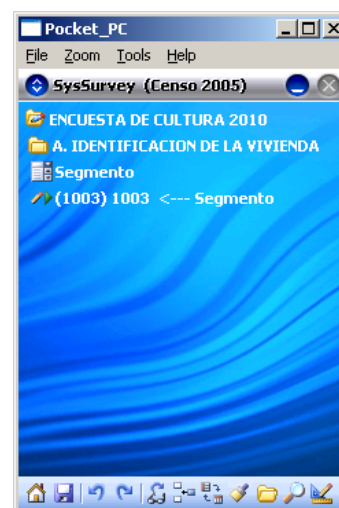 Pocket_PC
File Zoom Tools Help
SysSurvey (Censo 2005)
ENCUESTA DE CULTURA 2010
A. IDENTIFICACION DE LA VIVIENDA
Segmento
(1003) 1003 <--- Segmento